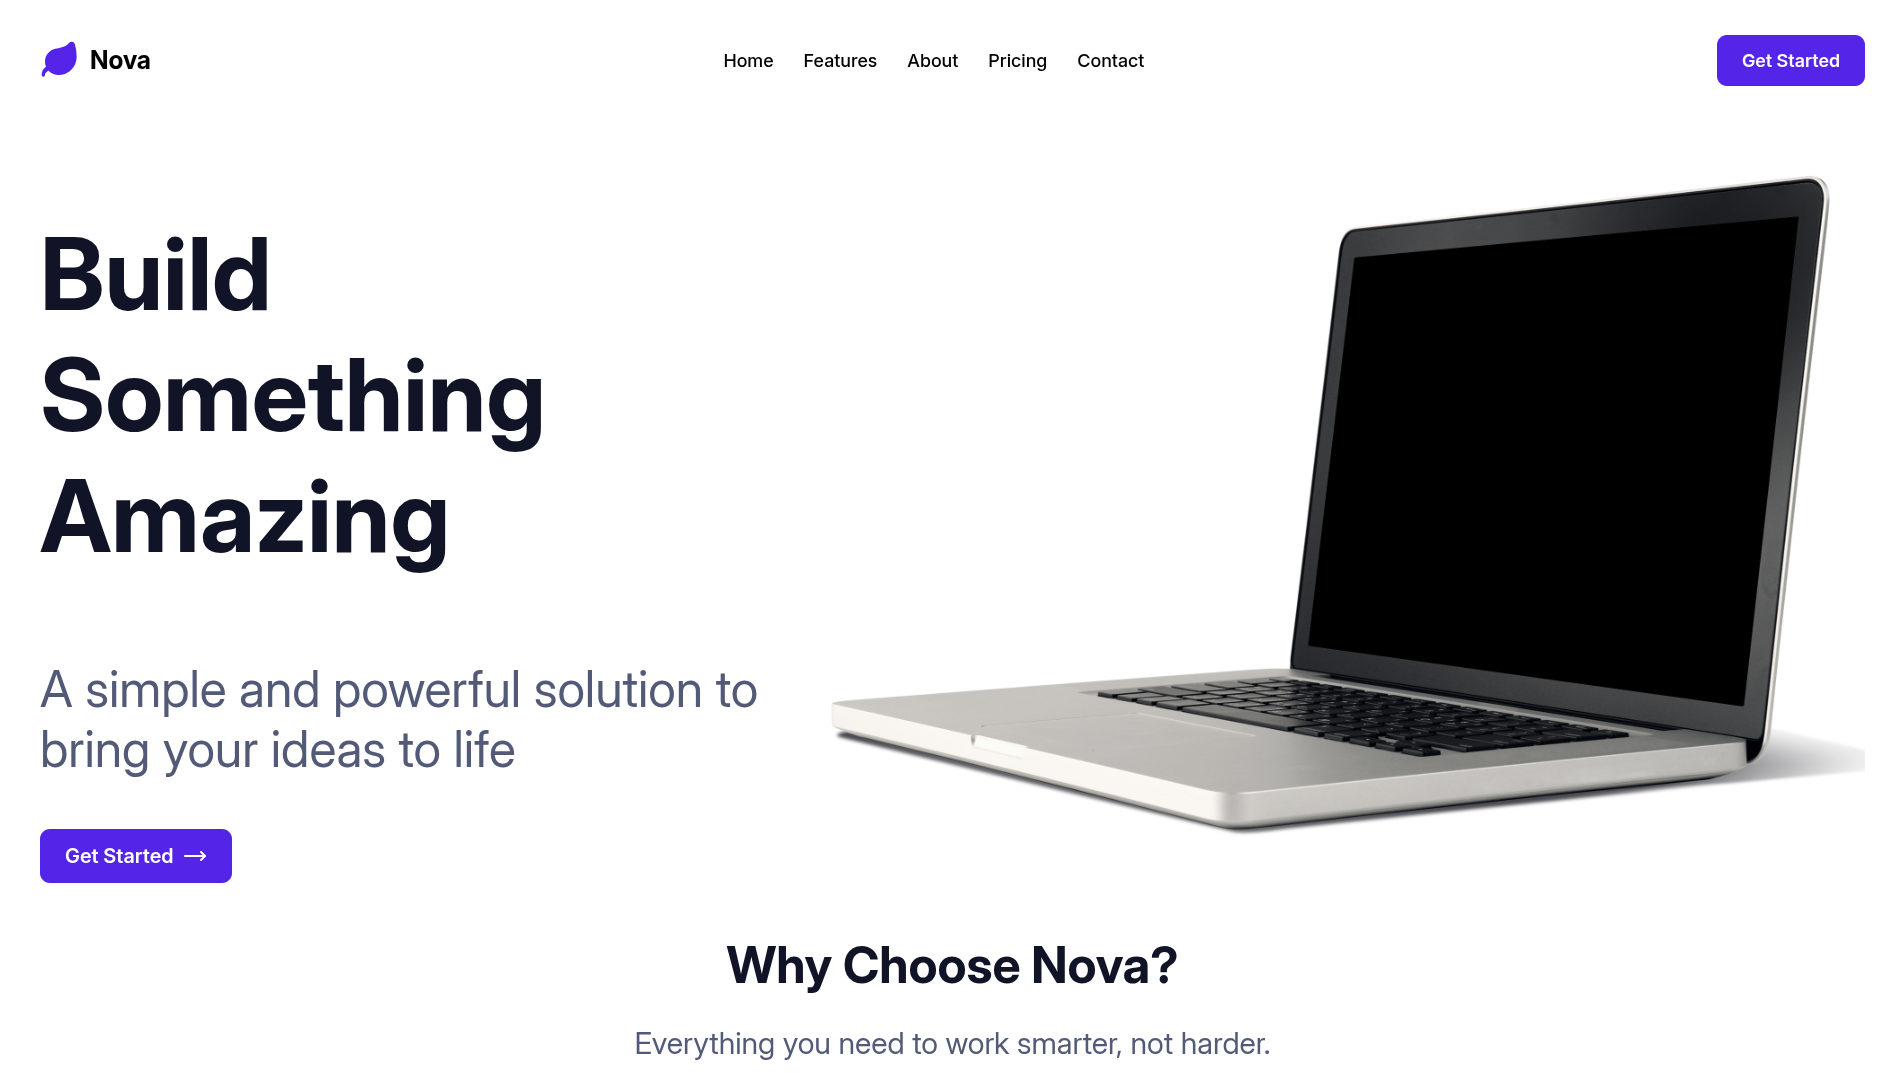 Nova
Home Features About Pricing Contact
Get Started
Build
Something
Amazing
A simple and powerful solution to
bring your ideas to life
Get Started →
Why Choose Nova?
Everything you need to work smarter, not harder.